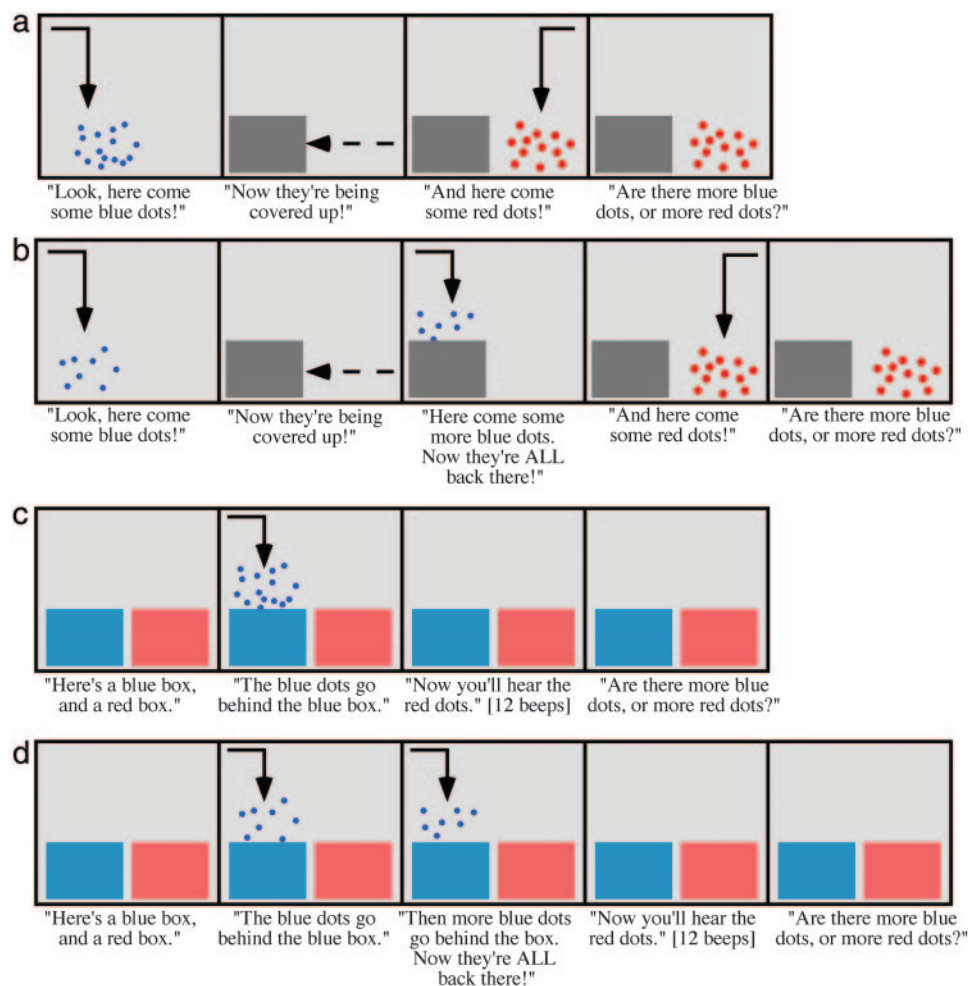 a
"Look, here come
some blue dots!"
"Now they're being
covered up!"
"And here come
some red dots!"
"Are there more blue
dots, or more red dots?"
b
"Look, here come
some blue dots!"
"Now they're being
covered up!"
"Here come some
more blue dots.
Now they're ALL
back there!"
"And here come
some red dots!"
"Are there more blue
dots, or more red dots?"
c
"Here's a blue box,
and a red box."
"The blue dots go
behind the blue box."
"Now you'll hear the
red dots." [12 beeps]
"Are there more blue
dots, or more red dots?"
d
"Here's a blue box,
and a red box."
"The blue dots go
behind the blue box."
"Then more blue dots
go behind the box.
Now they're ALL
back there!"
"Now you'll hear the
red dots." [12 beeps]
"Are there more blue
dots, or more red dots?"